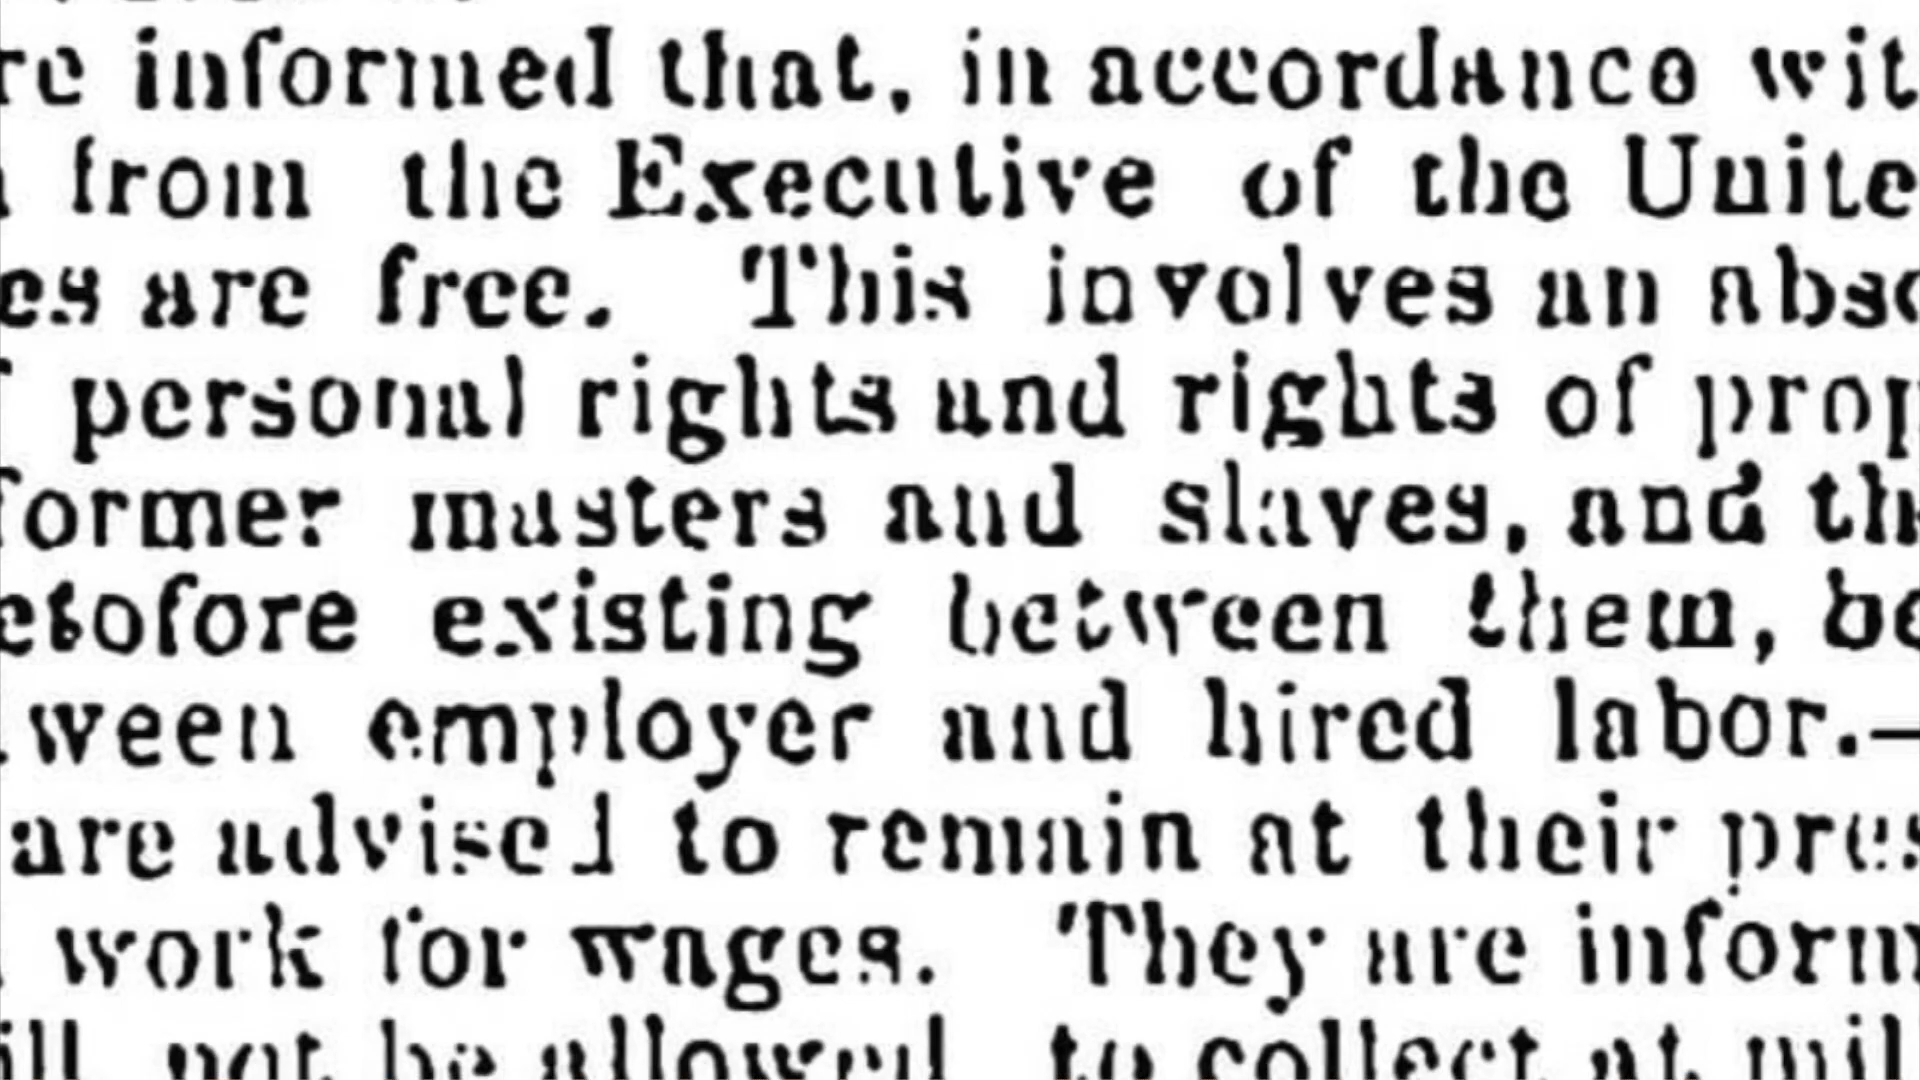 re informed that, in accordance wit
from the Executive of the Unite
es are free. This involves an abso
f personal rights and rights of prop
former masters and slaves, and th
etofore existing between them, be
tween employer and hired labor.—
are advised to remain at their pres
work for wages. They are inform
ill not be allowed to collect at mil